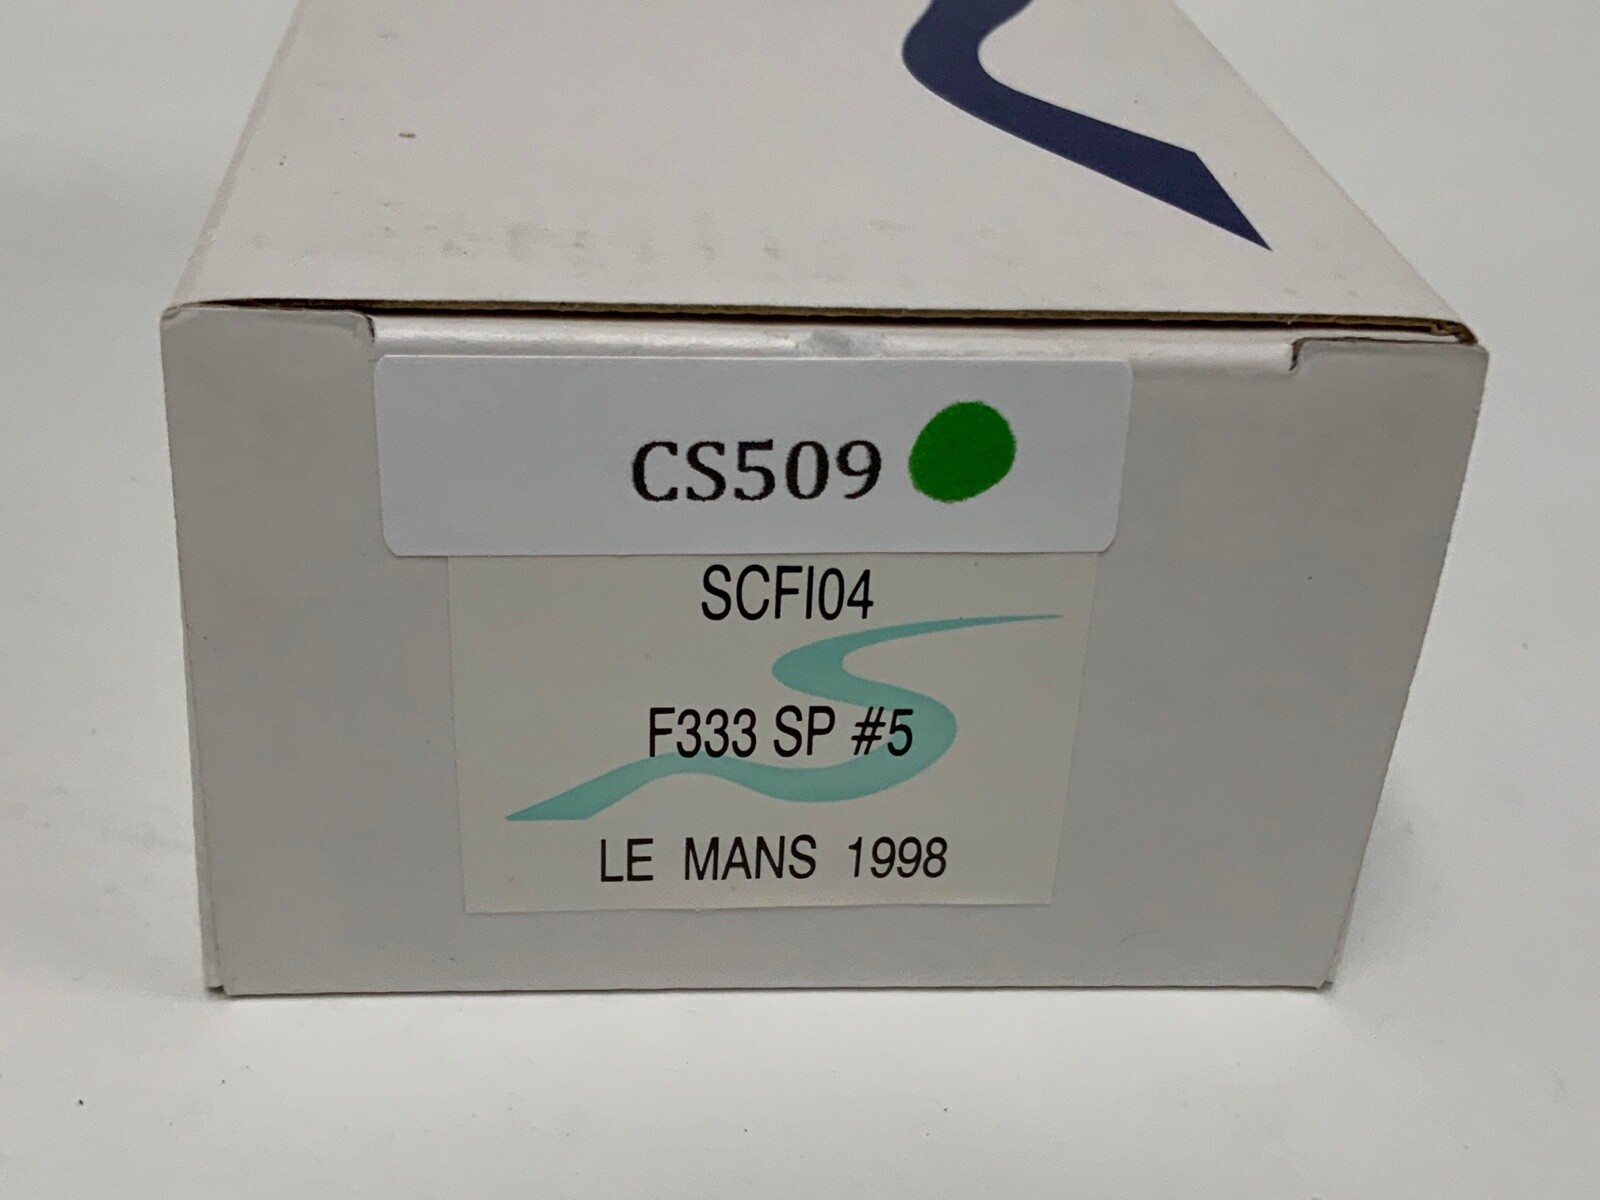 CS509
SCFI04
F333 SP #5
LE MANS 1998